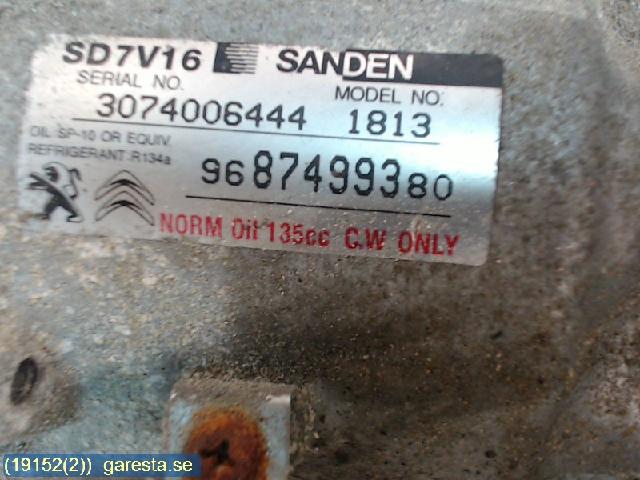 SD7V16 SANDEN
SERIAL NO. MODEL NO:
3074006444 1813
OIL SP-10 OR EQUIV.
REFRIGERANT:R134a
9687499380
NORM Oil 135cc C.W ONLY
(19152(2)) garesta.se